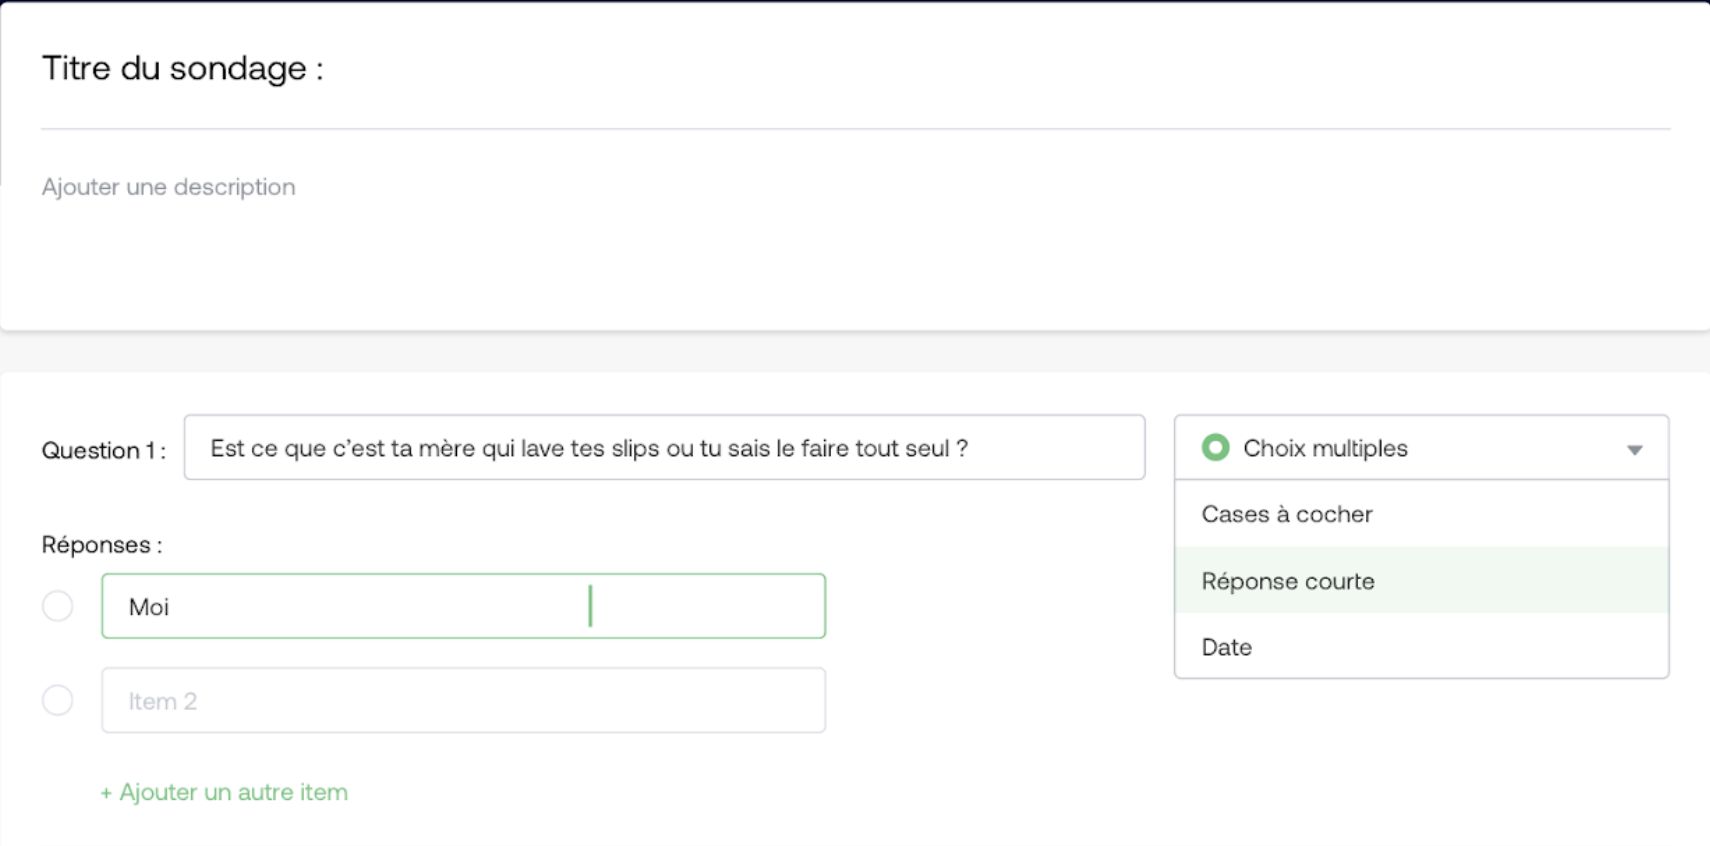 Titre du sondage :
Ajouter une description
Question 1 : Est ce que c’est ta mère qui lave tes slips ou tu sais le faire tout seul ?
Choix multiples
Cases à cocher
Réponse courte
Date
Réponses :
Moi
Item 2
+ Ajouter un autre item